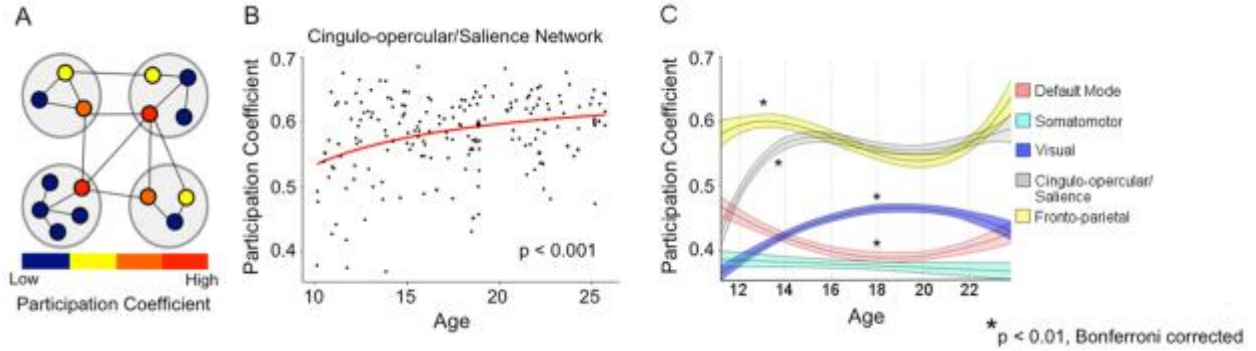 A
Low
High
Participation Coefficient
B
Cingulo-opercular/Salience Network
Participation Coefficient
0.7
0.6
0.5
0.4
p < 0.001
10
15
20
25
Age
C
Participation Coefficient
0.7
0.6
0.5
0.4
*
*
*
*
12
14
16
18
20
22
Age
Default Mode
Somatomotor
Visual
Cingulo-opercular/
Salience
Fronto-parietal
*p < 0.01, Bonferroni corrected